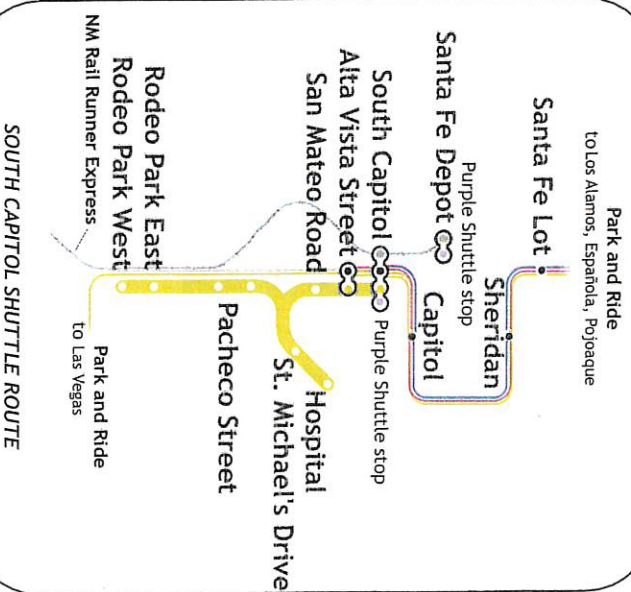 Park and Ride
to Los Alamos, Española, Pojoaque
Santa Fe Lot
Sheridan
Purple Shuttle stop
Santa Fe Depot
Capitol
South Capitol
Purple Shuttle stop
Alta Vista Street
San Mateo Road
Hospital
St. Michael's Drive
Pacheco Street
Rodeo Park East
Rodeo Park West
Park and Ride
to Las Vegas
NM Rail Runner Express
SOUTH CAPITOL SHUTTLE ROUTE